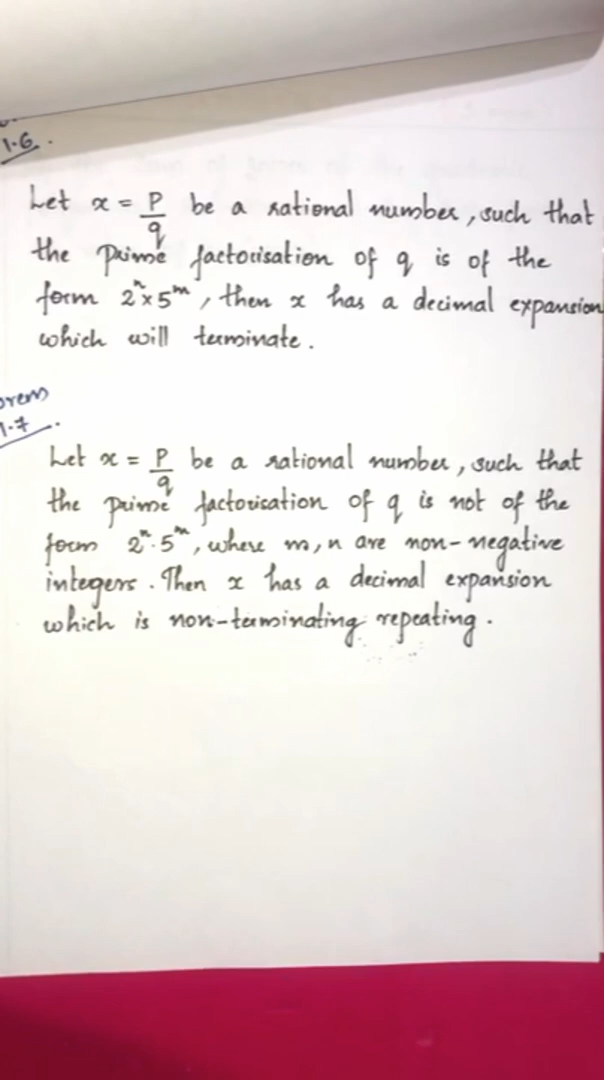 1.6.
Let x = p/q be a rational number, such that
the prime factorisation of q is of the
form 2ⁿ×5ᵐ, then x has a decimal expansion
which will terminate.
1.7.
Let x = p/q be a rational number, such that
the prime factorisation of q is not of the
form 2ⁿ·5ᵐ, where m, n are non-negative
integers. Then x has a decimal expansion
which is non-terminating repeating.